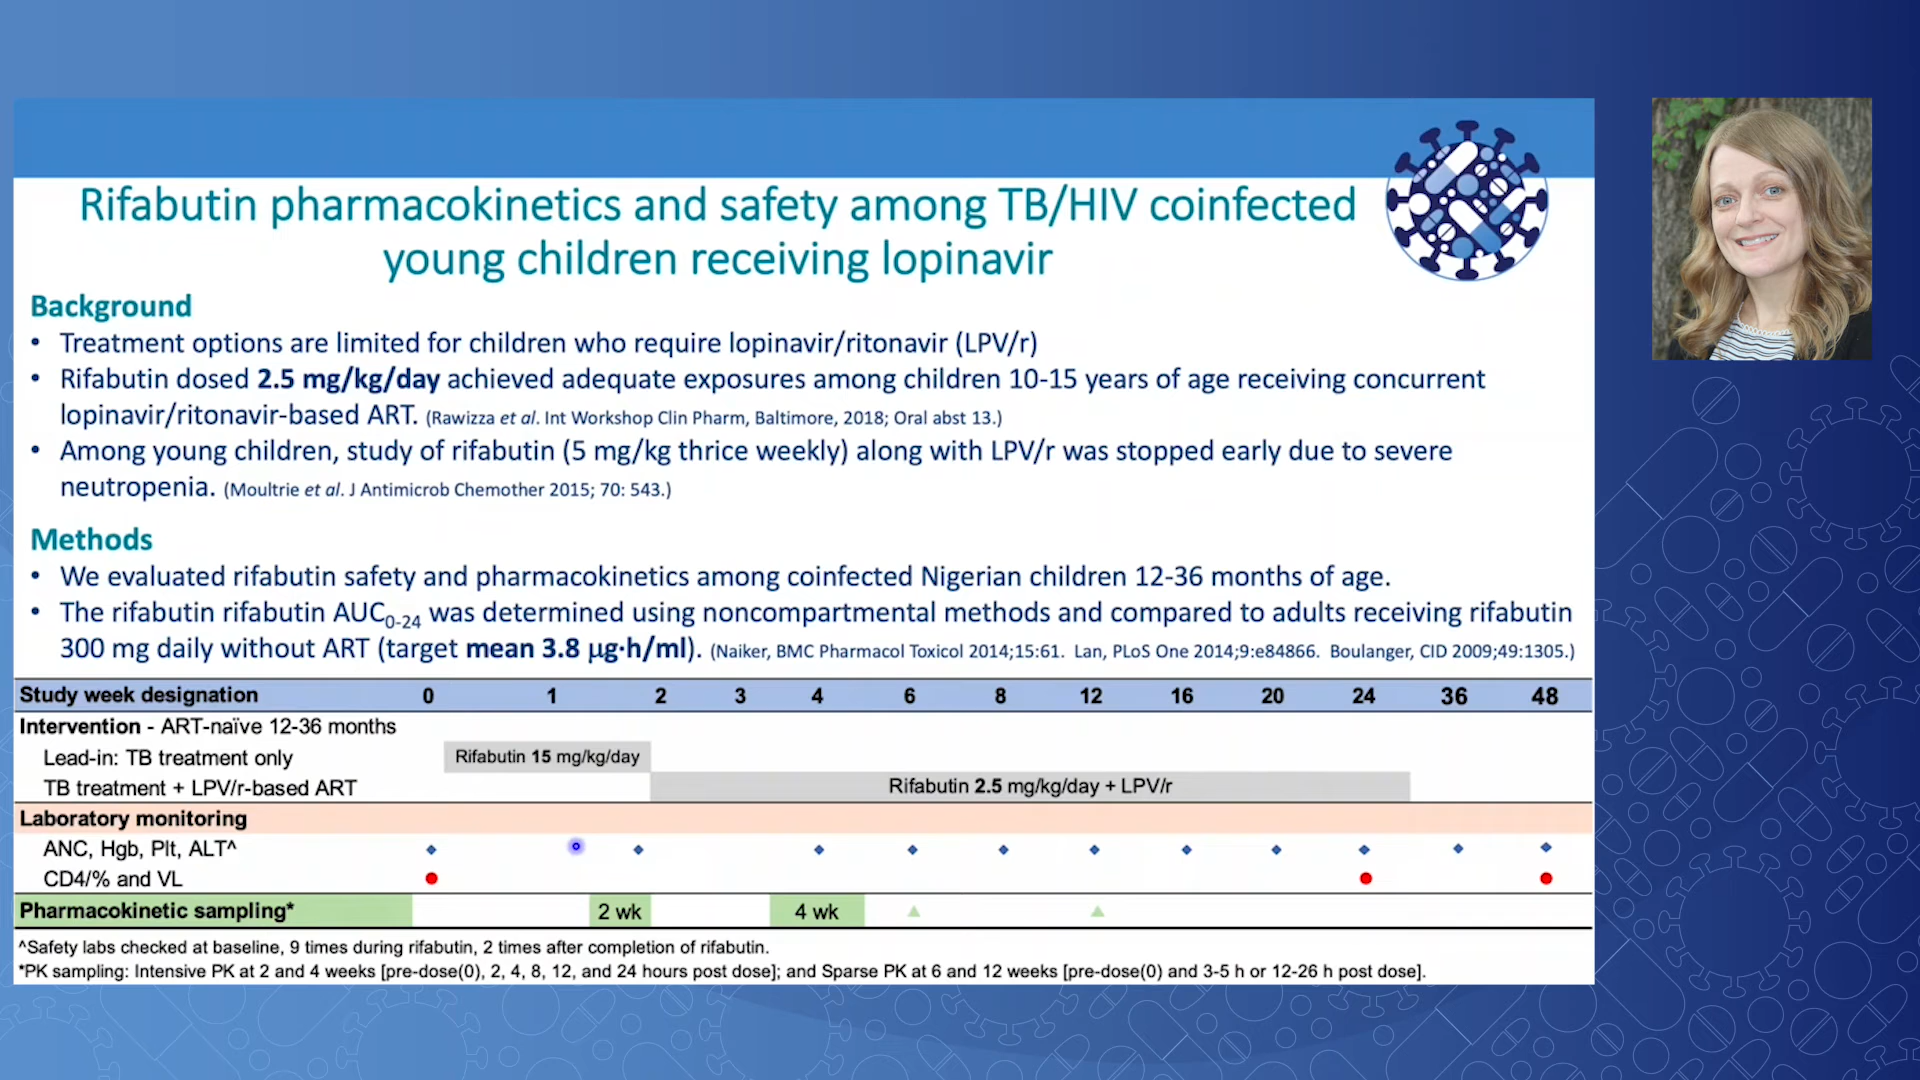 Rifabutin pharmacokinetics and safety among TB/HIV coinfected
young children receiving lopinavir
Background
• Treatment options are limited for children who require lopinavir/ritonavir (LPV/r)
• Rifabutin dosed 2.5 mg/kg/day achieved adequate exposures among children 10-15 years of age receiving concurrent
lopinavir/ritonavir-based ART. (Rawizza et al. Int Workshop Clin Pharm, Baltimore, 2018; Oral abst 13.)
• Among young children, study of rifabutin (5 mg/kg thrice weekly) along with LPV/r was stopped early due to severe
neutropenia. (Moultrie et al. J Antimicrob Chemother 2015; 70: 543.)
Methods
• We evaluated rifabutin safety and pharmacokinetics among coinfected Nigerian children 12-36 months of age.
• The rifabutin rifabutin AUC0-24 was determined using noncompartmental methods and compared to adults receiving rifabutin
300 mg daily without ART (target mean 3.8 µg·h/ml). (Naiker, BMC Pharmacol Toxicol 2014;15:61. Lan, PLoS One 2014;9:e84866. Boulanger, CID 2009;49:1305.)
Study week designation 0 1 2 3 4 6 8 12 16 20 24 36 48
Intervention - ART-naïve 12-36 months
Lead-in: TB treatment only Rifabutin 15 mg/kg/day
TB treatment + LPV/r-based ART Rifabutin 2.5 mg/kg/day + LPV/r
Laboratory monitoring
ANC, Hgb, Plt, ALT^
CD4/% and VL
Pharmacokinetic sampling* 2 wk 4 wk
^Safety labs checked at baseline, 9 times during rifabutin, 2 times after completion of rifabutin.
*PK sampling: Intensive PK at 2 and 4 weeks [pre-dose(0), 2, 4, 8, 12, and 24 hours post dose]; and Sparse PK at 6 and 12 weeks [pre-dose(0) and 3-5 h or 12-26 h post dose].